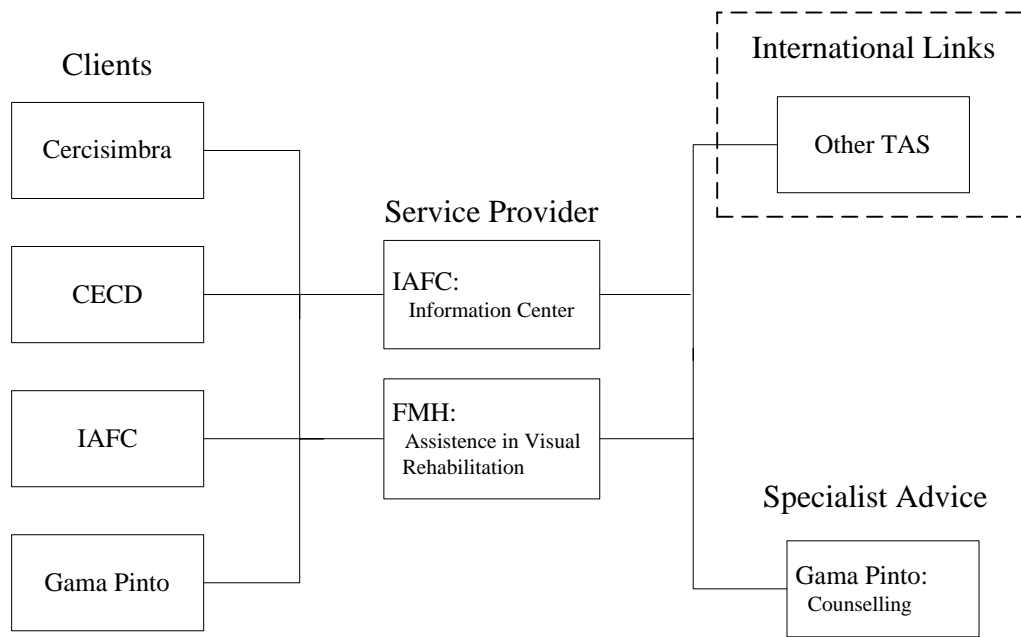 Clients
Cercisimbra
CECD
IAFC
Gama Pinto
Service Provider
IAFC:
Information Center
FMH:
Assistence in Visual
Rehabilitation
International Links
Other TAS
Specialist Advice
Gama Pinto:
Counselling